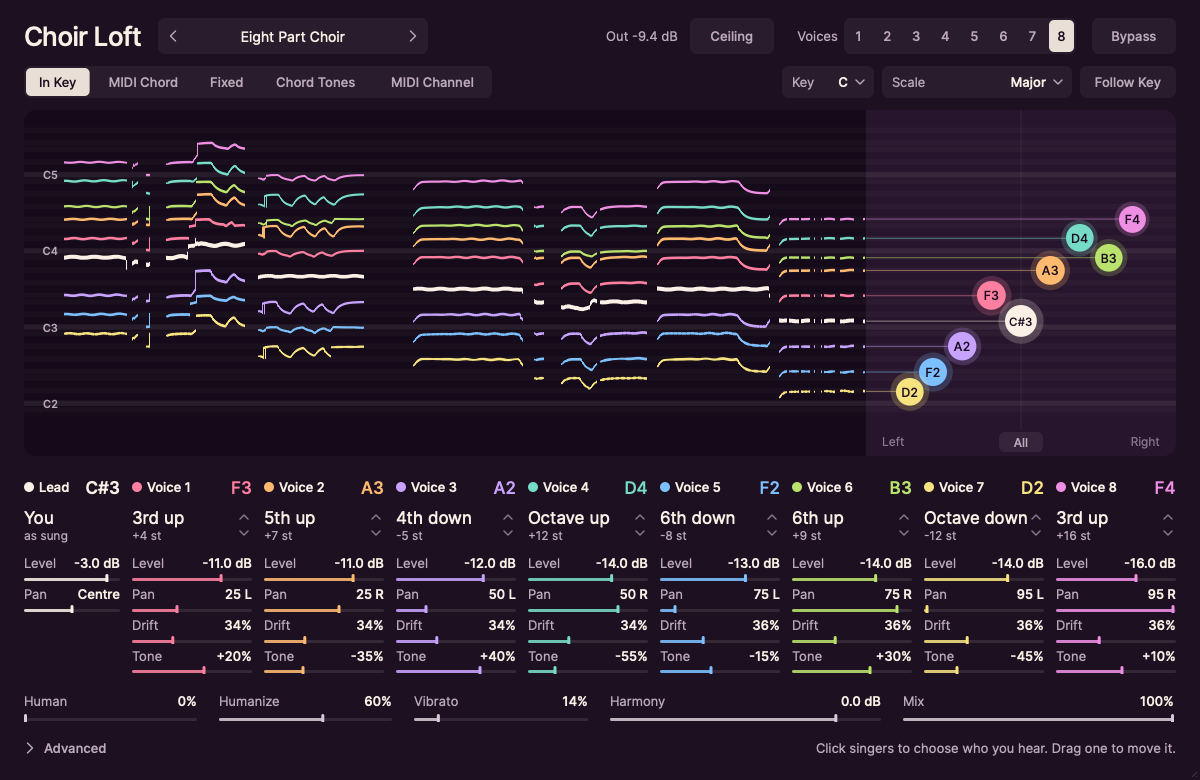 Choir Loft
Eight Part Choir
Out -9.4 dB
Ceiling
Voices
1 2 3 4 5 6 7 8
Bypass
In Key
MIDI Chord
Fixed
Chord Tones
MIDI Channel
Key C
Scale Major
Follow Key
C5
C4
C3
C2
F4
D4
B3
A3
F3
C#3
A2
F2
D2
Left
All
Right
Lead C#3
You
as sung
Level -3.0 dB
Pan Centre
Voice 1 F3
3rd up
+4 st
Level -11.0 dB
Pan 25 L
Drift 34%
Tone +20%
Voice 2 A3
5th up
+7 st
Level -11.0 dB
Pan 25 R
Drift 34%
Tone -35%
Voice 3 A2
4th down
-5 st
Level -12.0 dB
Pan 50 L
Drift 34%
Tone +40%
Voice 4 D4
Octave up
+12 st
Level -14.0 dB
Pan 50 R
Drift 34%
Tone -55%
Voice 5 F2
6th down
-8 st
Level -13.0 dB
Pan 75 L
Drift 36%
Tone -15%
Voice 6 B3
6th up
+9 st
Level -14.0 dB
Pan 75 R
Drift 36%
Tone +30%
Voice 7 D2
Octave down
-12 st
Level -14.0 dB
Pan 95 L
Drift 36%
Tone -45%
Voice 8 F4
3rd up
+16 st
Level -16.0 dB
Pan 95 R
Drift 36%
Tone +10%
Human 0%
Humanize 60%
Vibrato 14%
Harmony 0.0 dB
Mix 100%
Advanced
Click singers to choose who you hear. Drag one to move it.